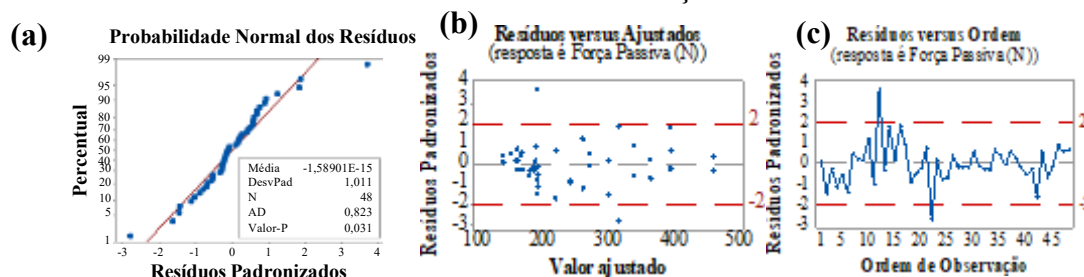 (a)
Probabilidade Normal dos Resíduos
Percentual
99
95
90
80
70
60
50
40
30
20
10
5
1
Média -1,58901E-15
DesvPad 1,011
N 48
AD 0,823
Valor-P 0,031
-3 -2 -1 0 1 2 3 4
Resíduos Padronizados
(b)
Resíduos versus Ajustados
(resposta é Força Passiva (N))
Resíduos Padronizados
4
3
2
1
0
-1
-2
-3
2
-2
100 200 300 400 500
Valor ajustado
(c)
Resíduos versus Ordem
(resposta é Força Passiva (N))
Resíduos Padronizados
4
3
2
1
0
-1
-2
-3
2
-2
1 5 10 15 20 25 30 35 40 45
Ordem de Observação